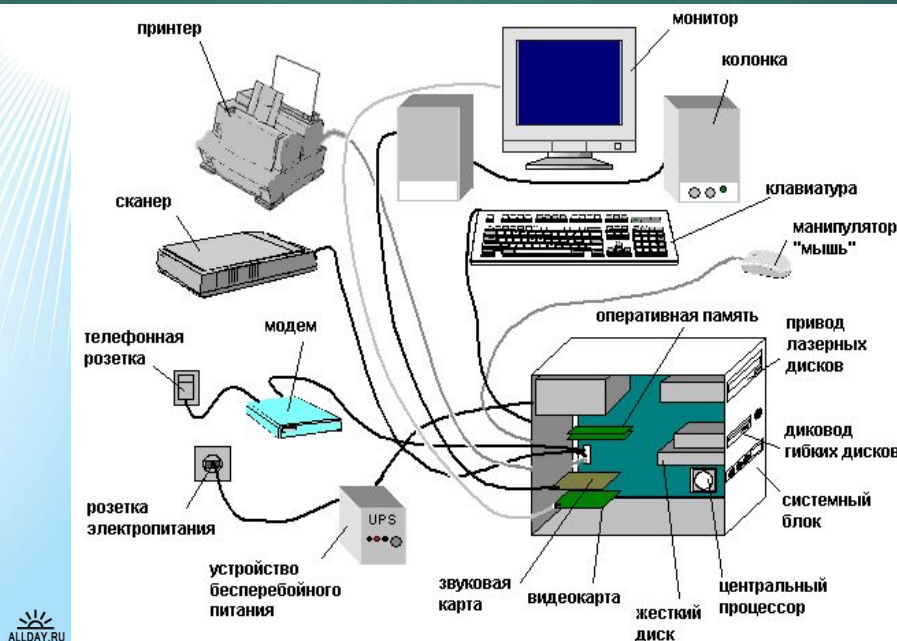 принтер
монитор
колонка
сканер
клавиатура
манипулятор
"мышь"
оперативная память
привод
лазерных
дисков
телефонная
розетка
модем
диковод
гибких дисков
розетка
электропитания
UPS
системный
блок
устройство
бесперебойного
питания
звуковая
карта
видеокарта
жесткий
диск
центральный
процессор
ALLDAY.RU